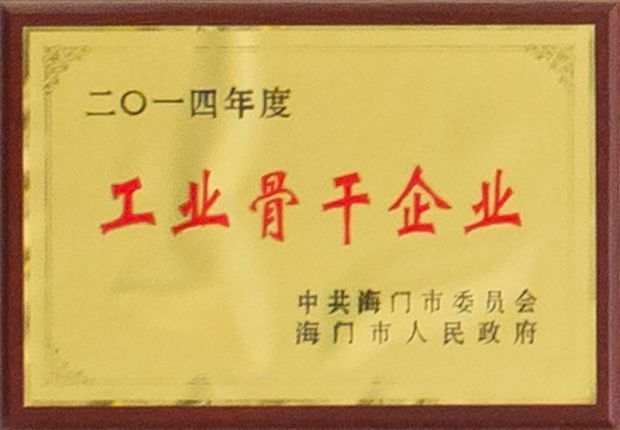 二〇一四年度
工业骨干企业
中共海门市委员会
海门市人民政府